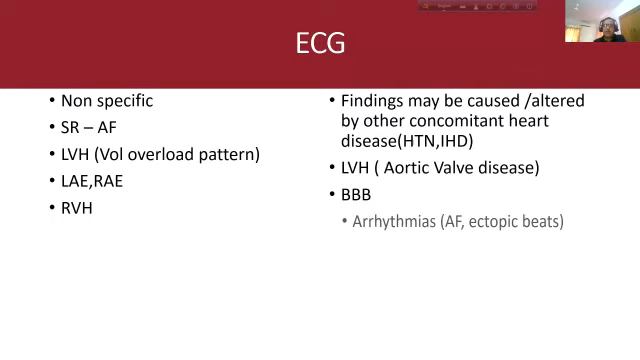 ECG
• Non specific
• SR – AF
• LVH (Vol overload pattern)
• LAE,RAE
• RVH
• Findings may be caused /altered
by other concomitant heart
disease(HTN,IHD)
• LVH ( Aortic Valve disease)
• BBB
• Arrhythmias (AF, ectopic beats)